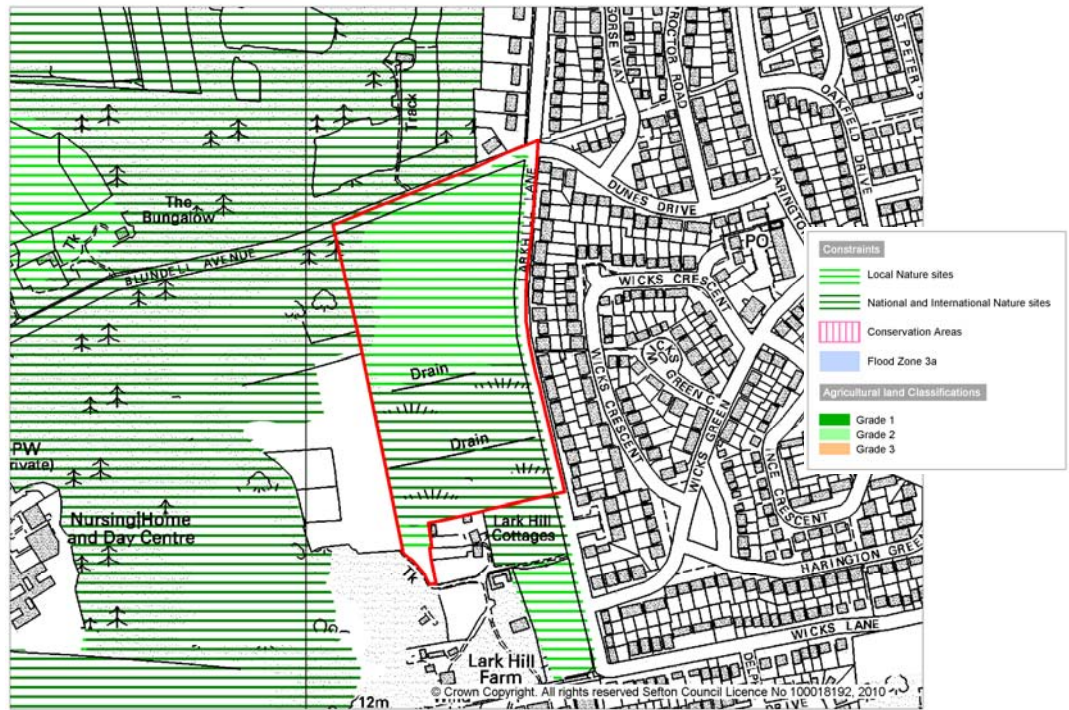 GORSE WAY
PROCTOR ROAD
ST PETER'S
OAKFIELD DRIVE
Track
The
Bungalow
Tk
BLUNDELL AVENUE
LARKHILL LANE
DUNES DRIVE
HARINGTON
PO
WICKS CRESCENT
WICKS GREEN C
WICKS CRESCENT
WICKS GREEN
INCE CRESCENT
Drain
Drain
PW
Nursing Home
and Day Centre
Lark Hill
Cottages
Tk
HARINGTON GREEN
WICKS LANE
Lark Hill
Farm
12m
© Crown Copyright. All rights reserved Sefton Council Licence No 100018192, 2010
Constraints
Local Nature sites
National and International Nature sites
Conservation Areas
Flood Zone 3a
Agricultural land Classifications
Grade 1
Grade 2
Grade 3